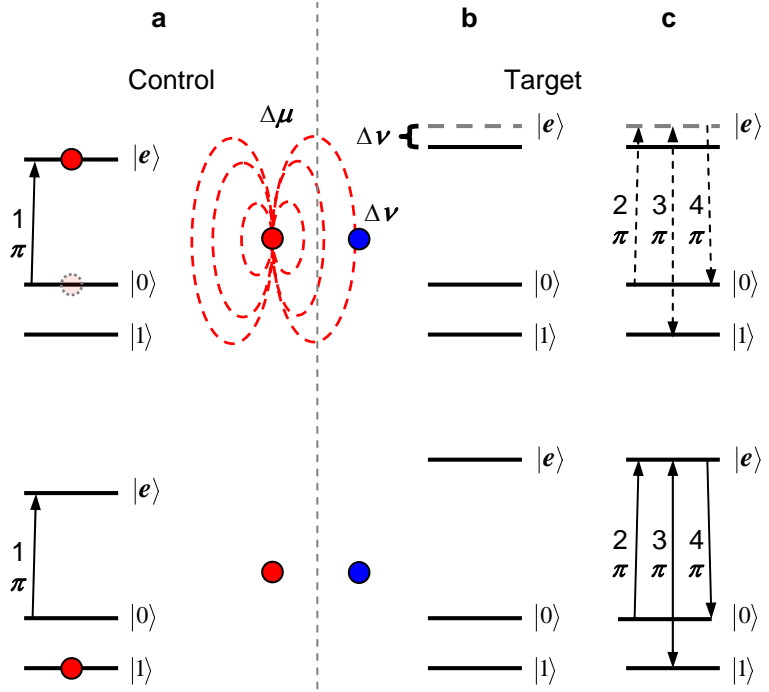 a
b
c
Control
Target
Δμ
|e⟩
Δν
|e⟩
|e⟩
1
π
Δν
2 3 4
π π π
|0⟩
|0⟩
|0⟩
|1⟩
|1⟩
|1⟩
|e⟩
|e⟩
|e⟩
1
π
2 3 4
π π π
|0⟩
|0⟩
|0⟩
|1⟩
|1⟩
|1⟩